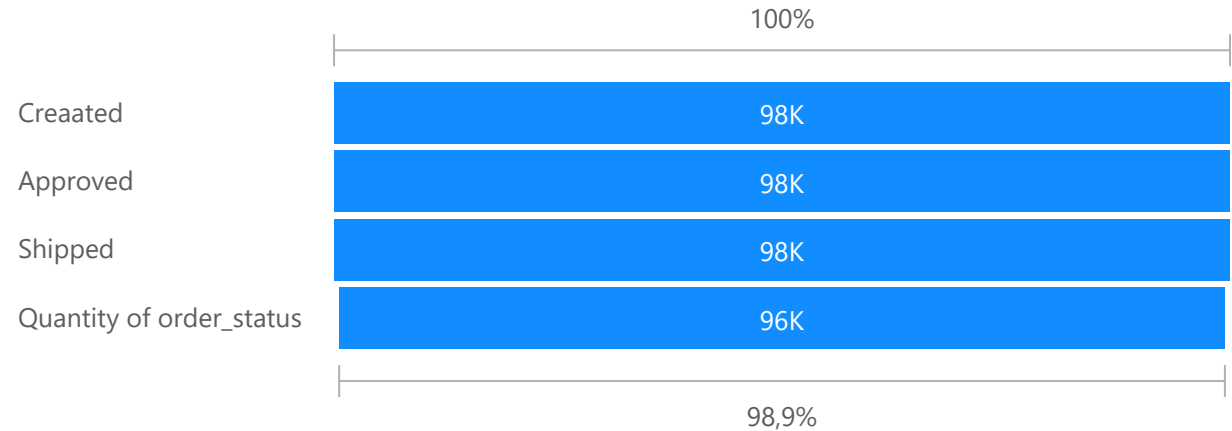 100%
Creaated 98K
Approved 98K
Shipped 98K
Quantity of order_status 96K
98,9%